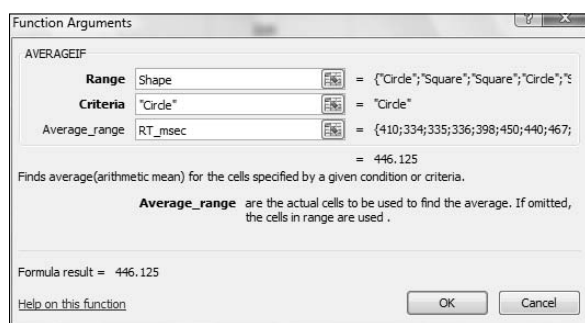 Function Arguments
AVERAGEIF
Range Shape = {"Circle";"Square";"Square";"Circle";"S
Criteria "Circle" = "Circle"
Average_range RT_msec = {410;334;335;336;398;450;440;467;
= 446.125
Finds average(arithmetic mean) for the cells specified by a given condition or criteria.
Average_range are the actual cells to be used to find the average. If omitted,
the cells in range are used .
Formula result = 446.125
Help on this function OK Cancel